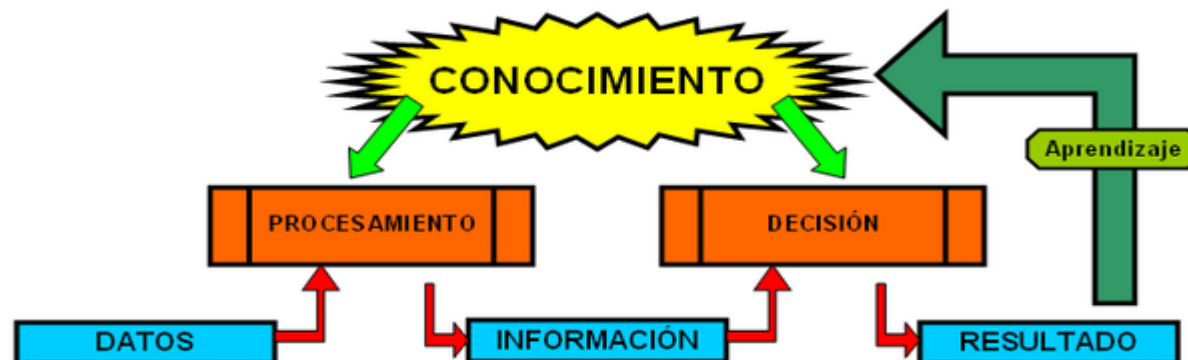 CONOCIMIENTO
Aprendizaje
PROCESAMIENTO
DECISIÓN
DATOS
INFORMACIÓN
RESULTADO